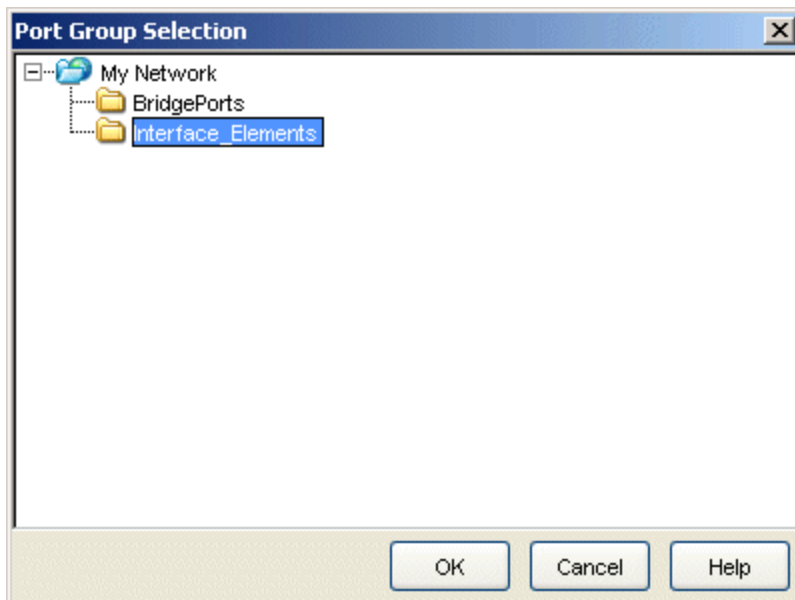 Port Group Selection
My Network
BridgePorts
Interface_Elements
OK Cancel Help